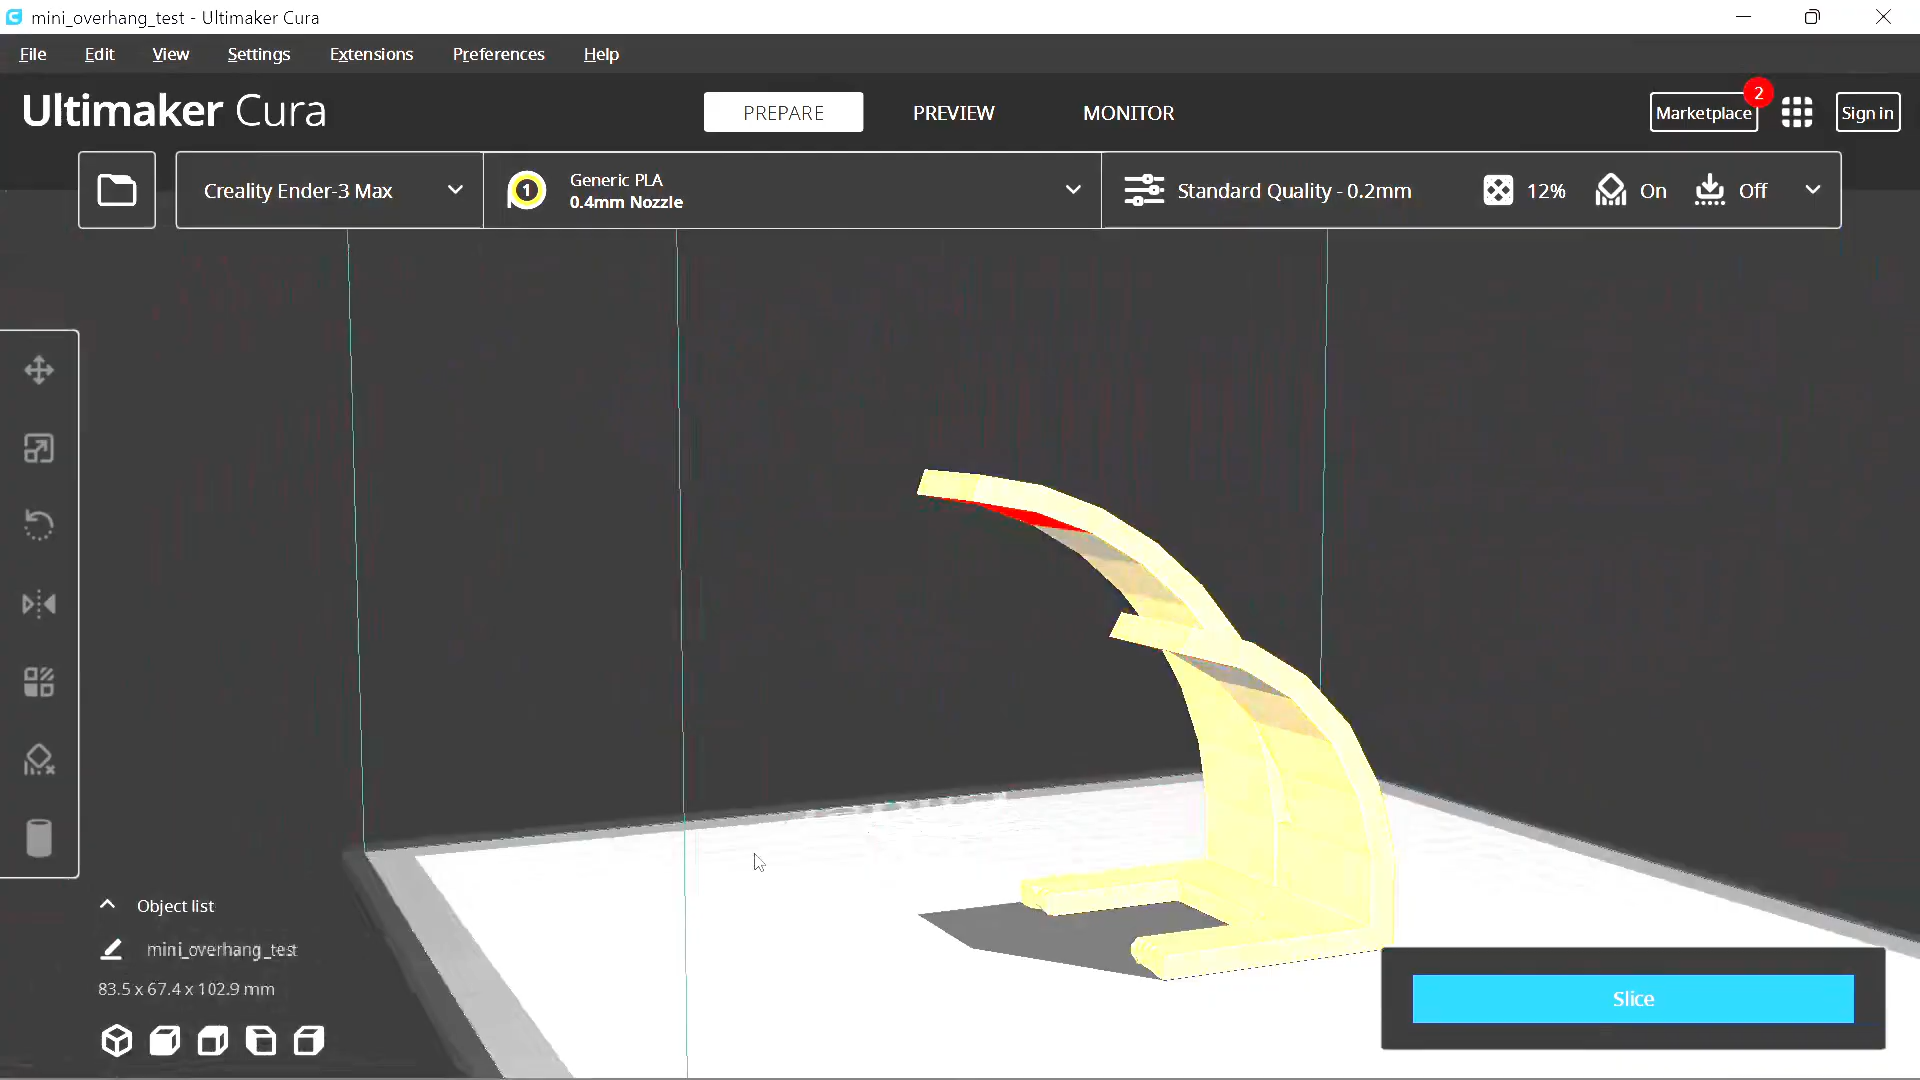 mini_overhang_test - Ultimaker Cura
File Edit View Settings Extensions Preferences Help
Ultimaker Cura
PREPARE PREVIEW MONITOR
Marketplace 2 Sign in
Creality Ender-3 Max
1 Generic PLA
0.4mm Nozzle
Standard Quality - 0.2mm 12% On Off
Object list
mini_overhang_test
83.5 x 67.4 x 102.9 mm
Slice